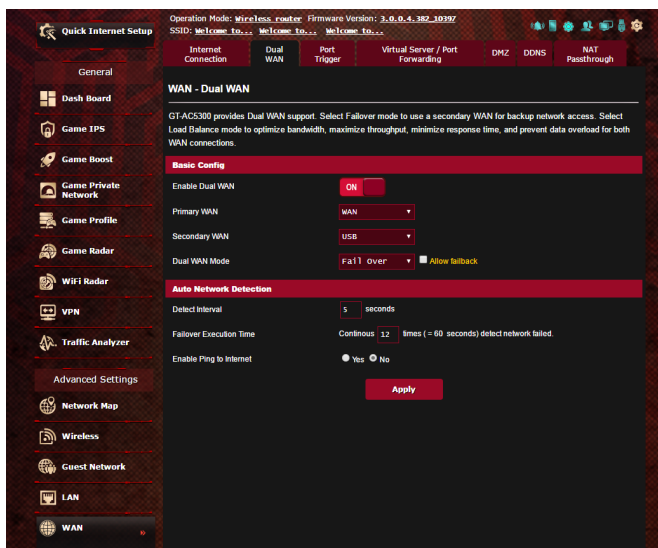 Quick Internet Setup
Operation Mode: Wireless router Firmware Version: 3.0.0.4.382_10397
SSID: Welcome to... Welcome to... Welcome to...
Internet Connection
Dual WAN
Port Trigger
Virtual Server / Port Forwarding
DMZ
DDNS
NAT Passthrough
General
Dash Board
Game IPS
Game Boost
Game Private Network
Game Profile
Game Radar
WiFi Radar
VPN
Traffic Analyzer
Advanced Settings
Network Map
Wireless
Guest Network
LAN
WAN »
WAN - Dual WAN
GT-AC5300 provides Dual WAN support. Select Failover mode to use a secondary WAN for backup network access. Select
Load Balance mode to optimize bandwidth, maximize throughput, minimize response time, and prevent data overload for both
WAN connections.
Basic Config
Enable Dual WAN ON
Primary WAN WAN
Secondary WAN USB
Dual WAN Mode Fail Over Allow failback
Auto Network Detection
Detect Interval 5 seconds
Failover Execution Time Continous 12 times ( = 60 seconds) detect network failed.
Enable Ping to Internet Yes No
Apply